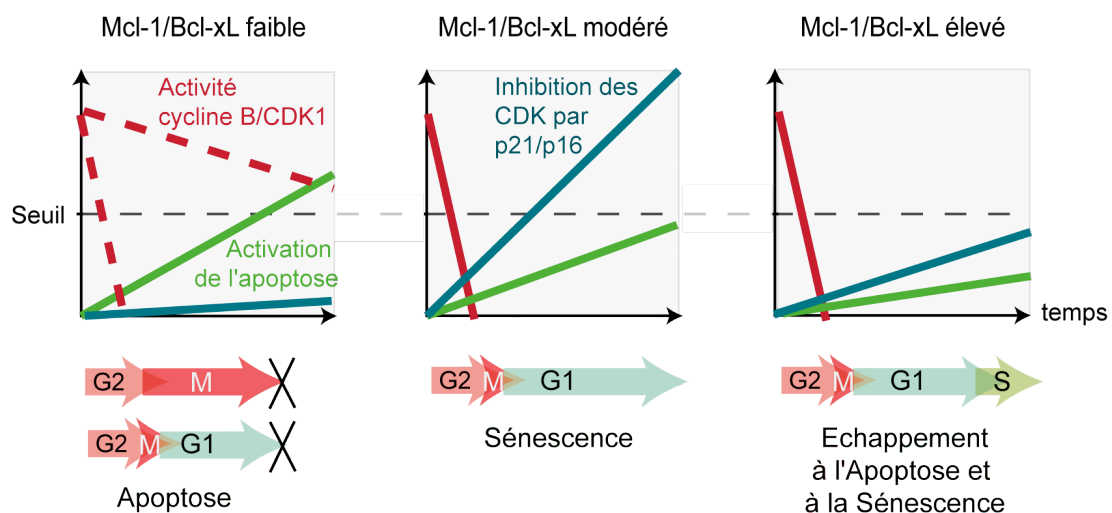 Mcl-1/Bcl-xL faible
Mcl-1/Bcl-xL modéré
Mcl-1/Bcl-xL élevé
Activité
cycline B/CDK1
Inhibition des
CDK par
p21/p16
Seuil
Activation
de l'apoptose
temps
G2 M
G2 M G1
Apoptose
G2 M G1
Sénescence
G2 M G1 S
Echappement
à l'Apoptose et
à la Sénescence